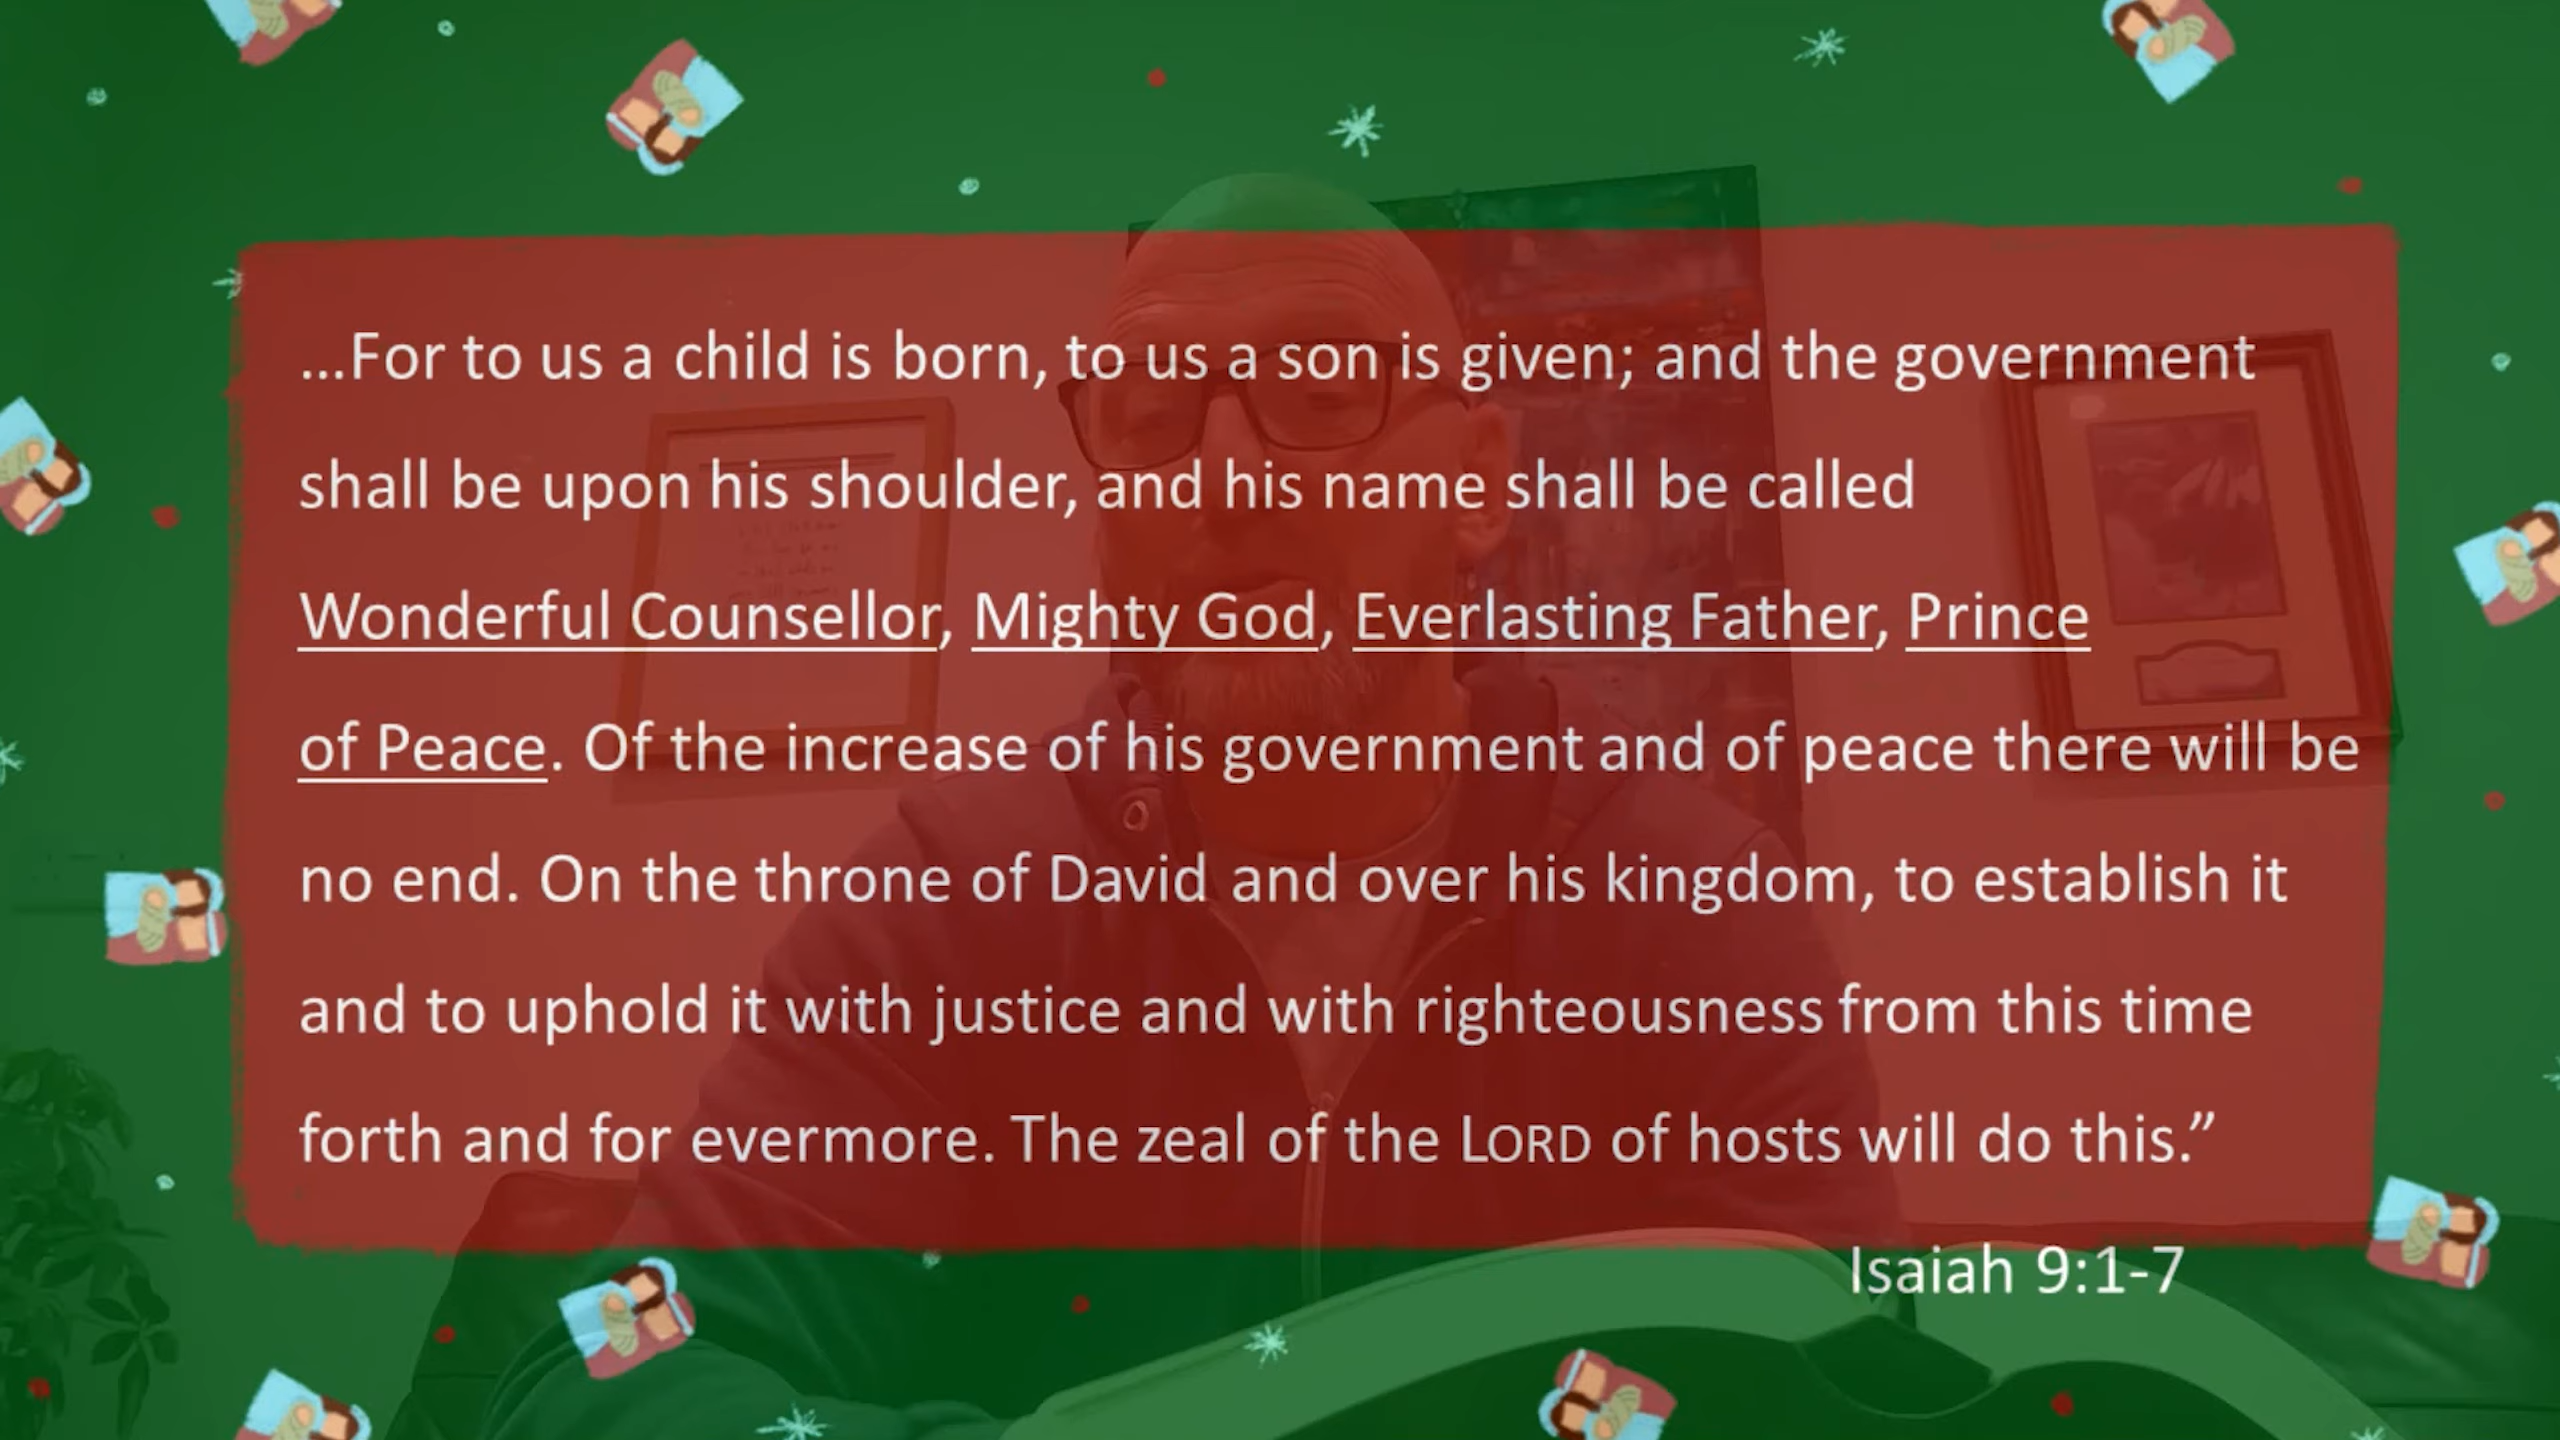 …For to us a child is born, to us a son is given; and the government
shall be upon his shoulder, and his name shall be called
Wonderful Counsellor, Mighty God, Everlasting Father, Prince
of Peace. Of the increase of his government and of peace there will be
no end. On the throne of David and over his kingdom, to establish it
and to uphold it with justice and with righteousness from this time
forth and for evermore. The zeal of the LORD of hosts will do this.”
Isaiah 9:1-7